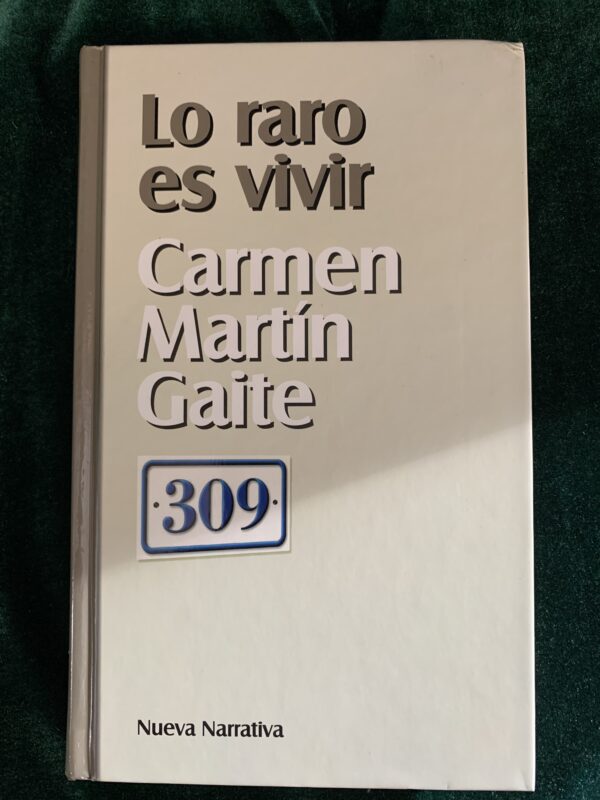 Lo raro
es vivir
Carmen
Martín
Gaite
309
Nueva Narrativa